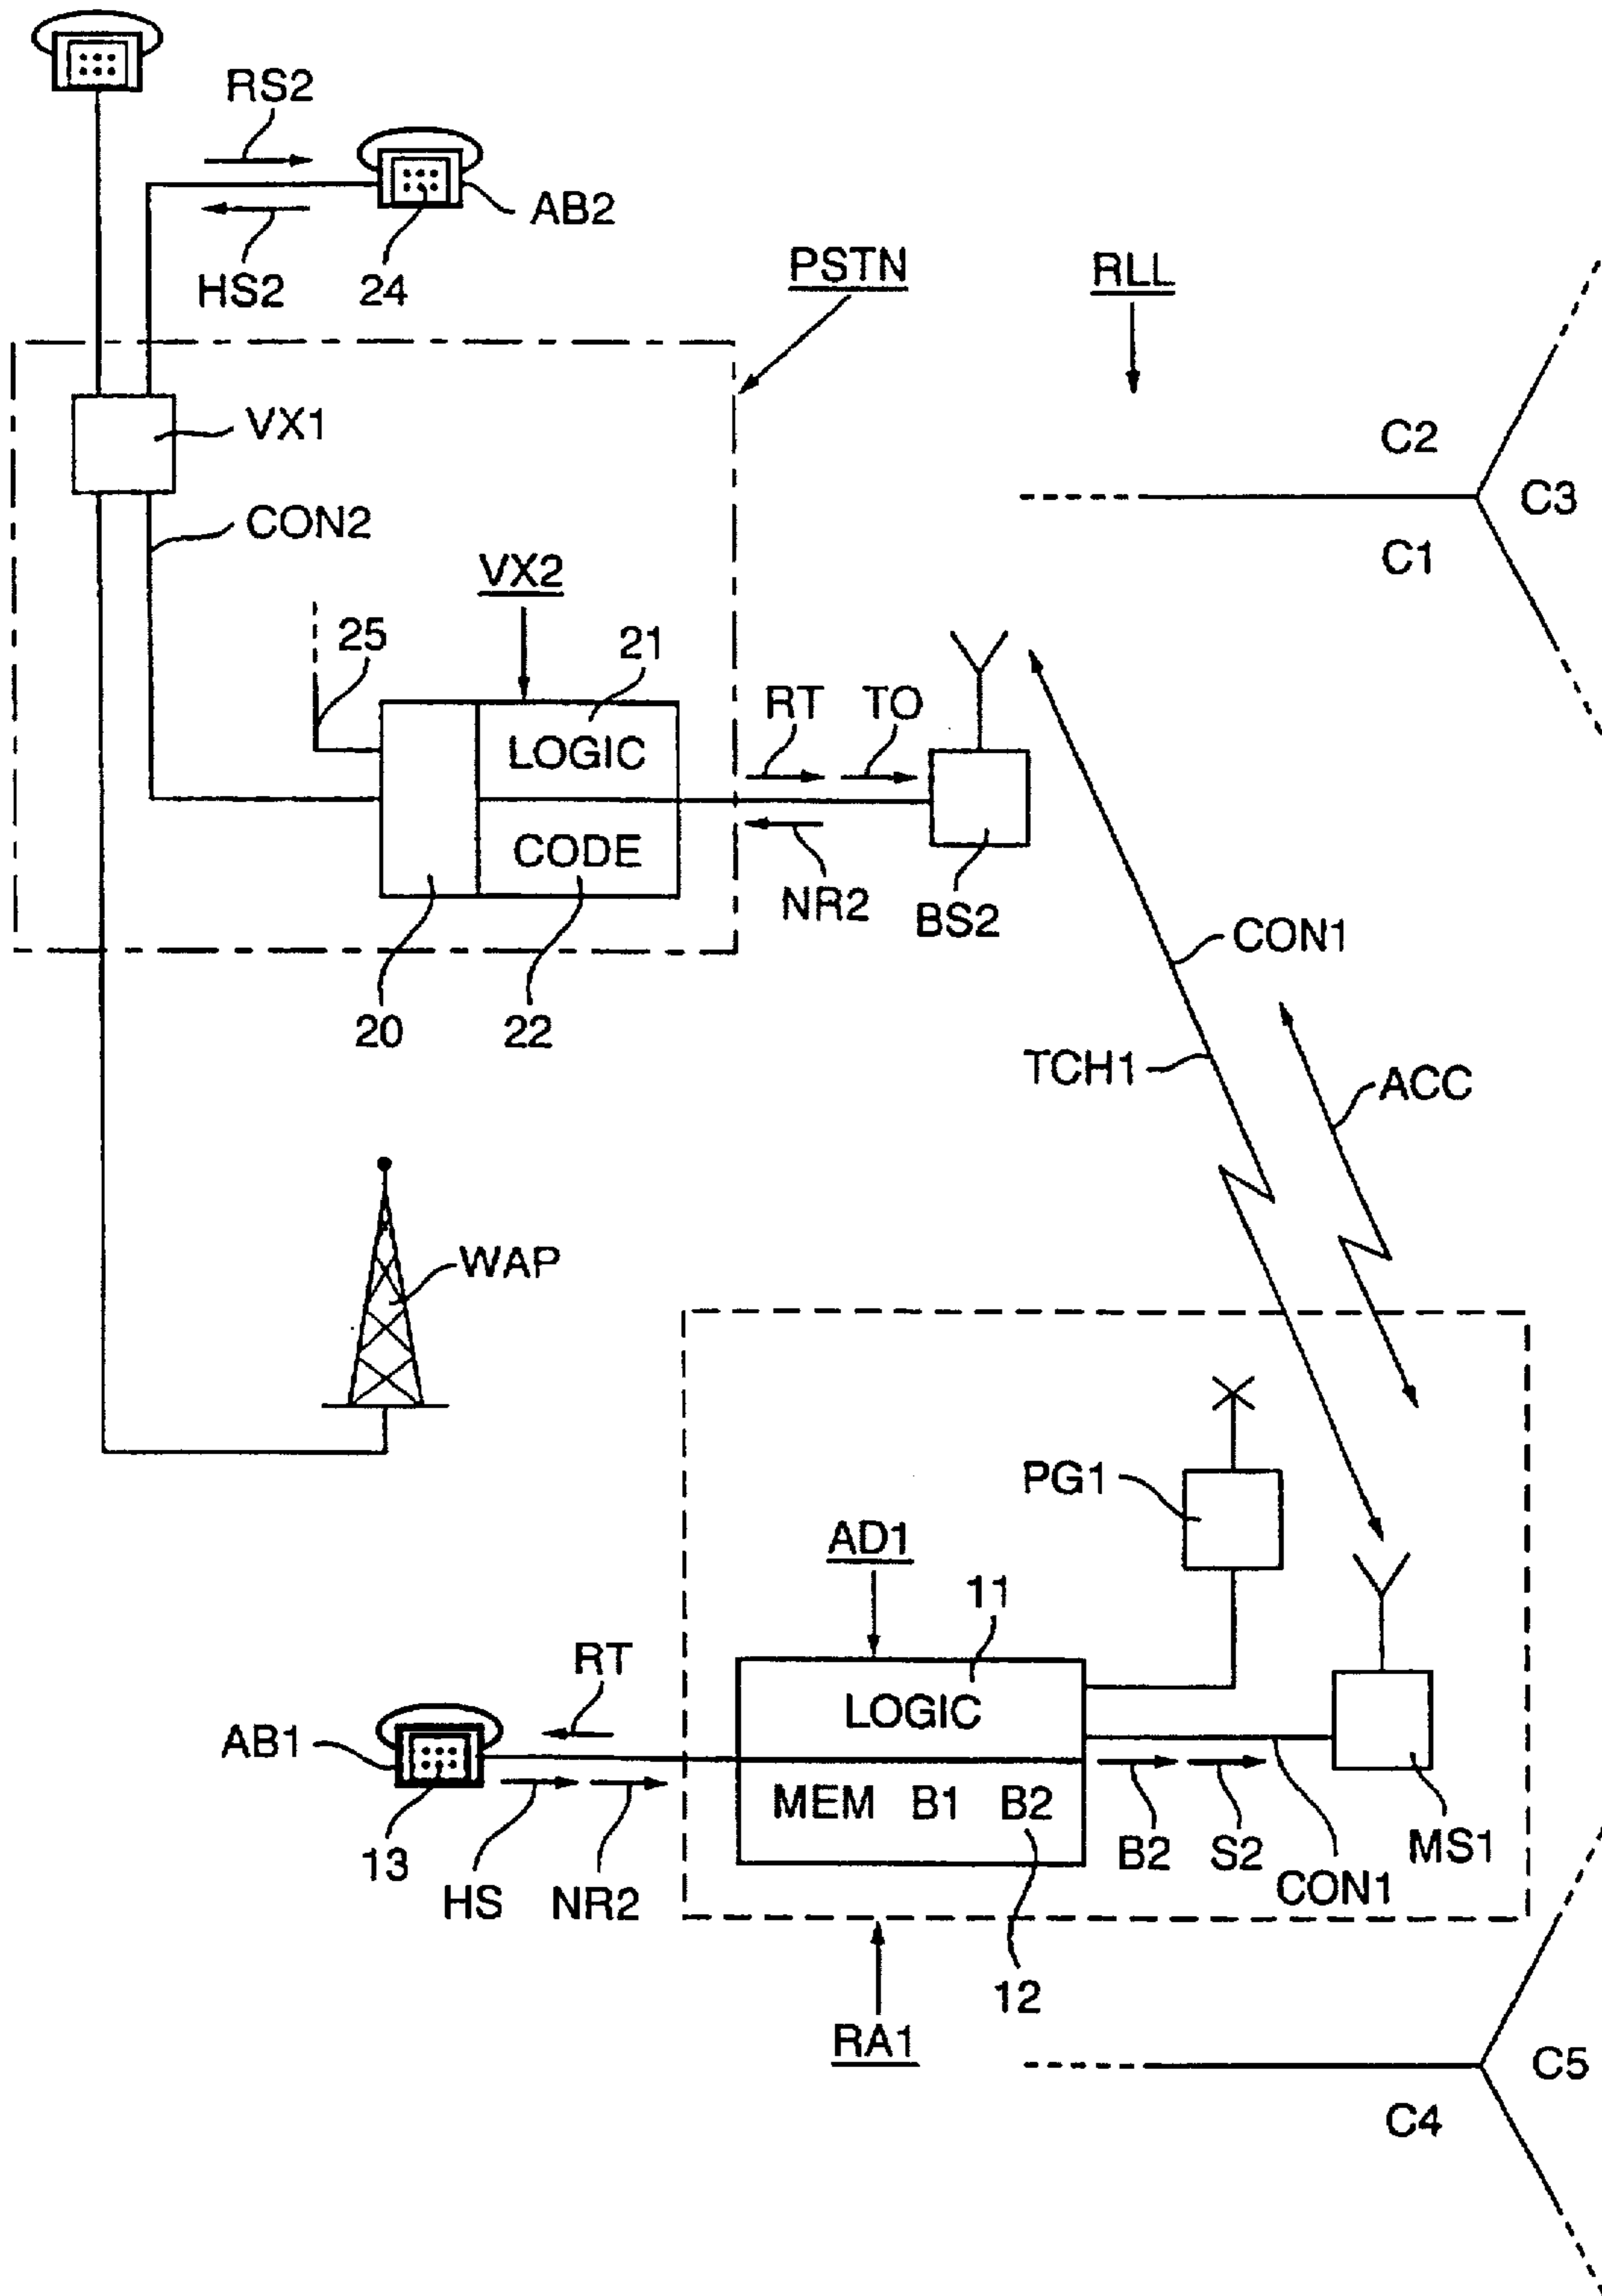 RS2
AB2
HS2
24
PSTN
RLL
VX1
C2
C3
CON2
C1
VX2
25
21
RT
TO
LOGIC
CODE
NR2
BS2
CON1
20
22
TCH1
ACC
WAP
PG1
AD1
11
RT
LOGIC
AB1
MEM B1 B2
13
B2
S2
MS1
HS
NR2
CON1
12
RA1
C5
C4